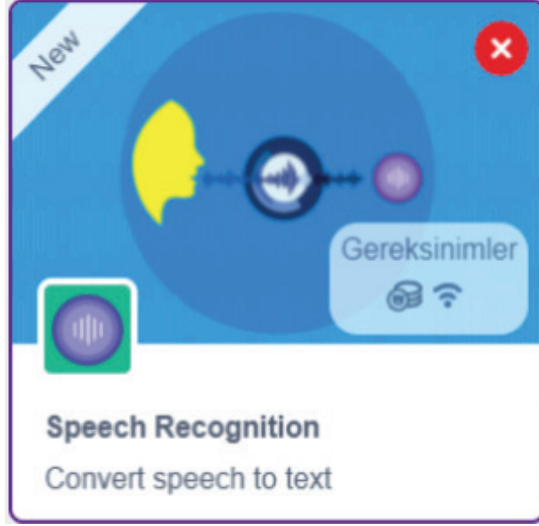 New
Gereksinimler
Speech Recognition
Convert speech to text